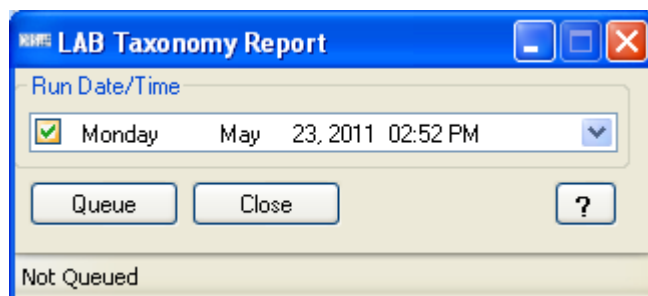 LAB Taxonomy Report
Run Date/Time
Monday May 23, 2011 02:52 PM
Queue Close ?
Not Queued